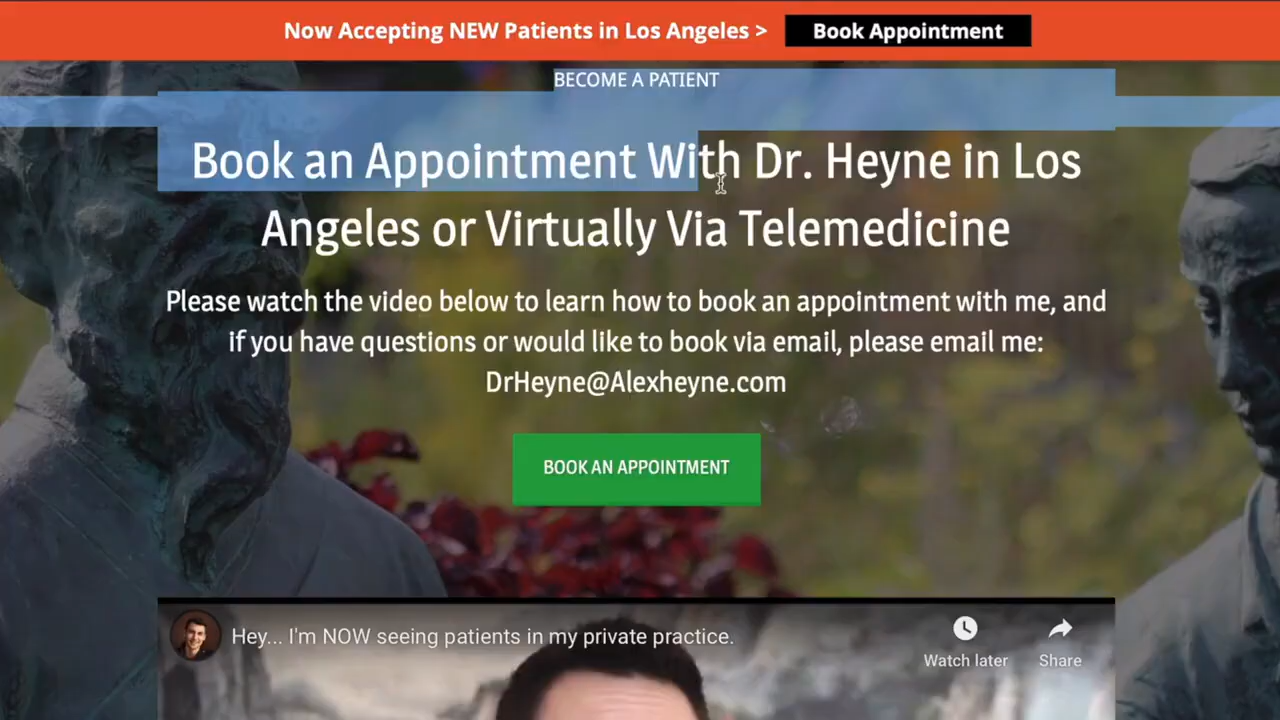 Now Accepting NEW Patients in Los Angeles > Book Appointment
BECOME A PATIENT
Book an Appointment With Dr. Heyne in Los
Angeles or Virtually Via Telemedicine
Please watch the video below to learn how to book an appointment with me, and
if you have questions or would like to book via email, please email me:
DrHeyne@Alexheyne.com
BOOK AN APPOINTMENT
Hey... I'm NOW seeing patients in my private practice.
Watch later
Share